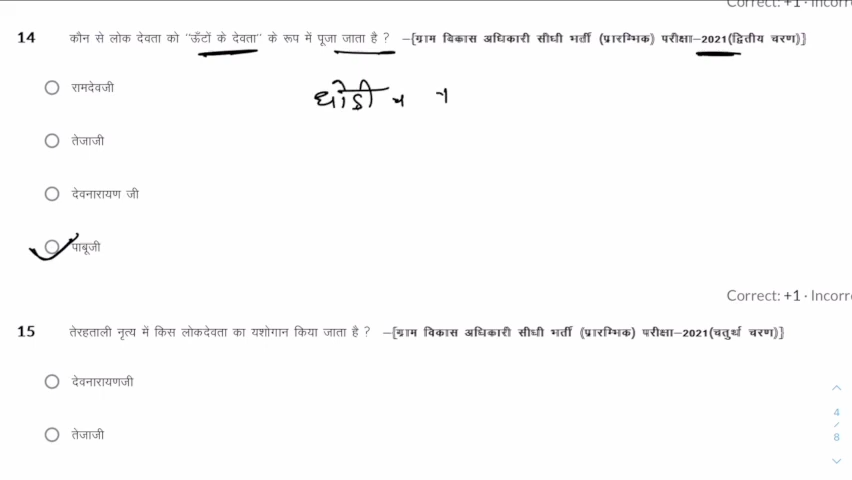 Correct: +1 · Incorr
14 कौन से लोक देवता को "ऊँटों के देवता" के रूप में पूजा जाता है ? –[ग्राम विकास अधिकारी सीधी भर्ती (प्रारम्भिक) परीक्षा–2021(द्वितीय चरण)]
रामदेवजी
तेजाजी
देवनारायण जी
पाबूजी
Correct: +1 · Incorr
15 तेरहताली नृत्य में किस लोकदेवता का यशोगान किया जाता है ? –[ग्राम विकास अधिकारी सीधी भर्ती (प्रारम्भिक) परीक्षा–2021(चतुर्थ चरण)]
देवनारायणजी
4
/
8
तेजाजी